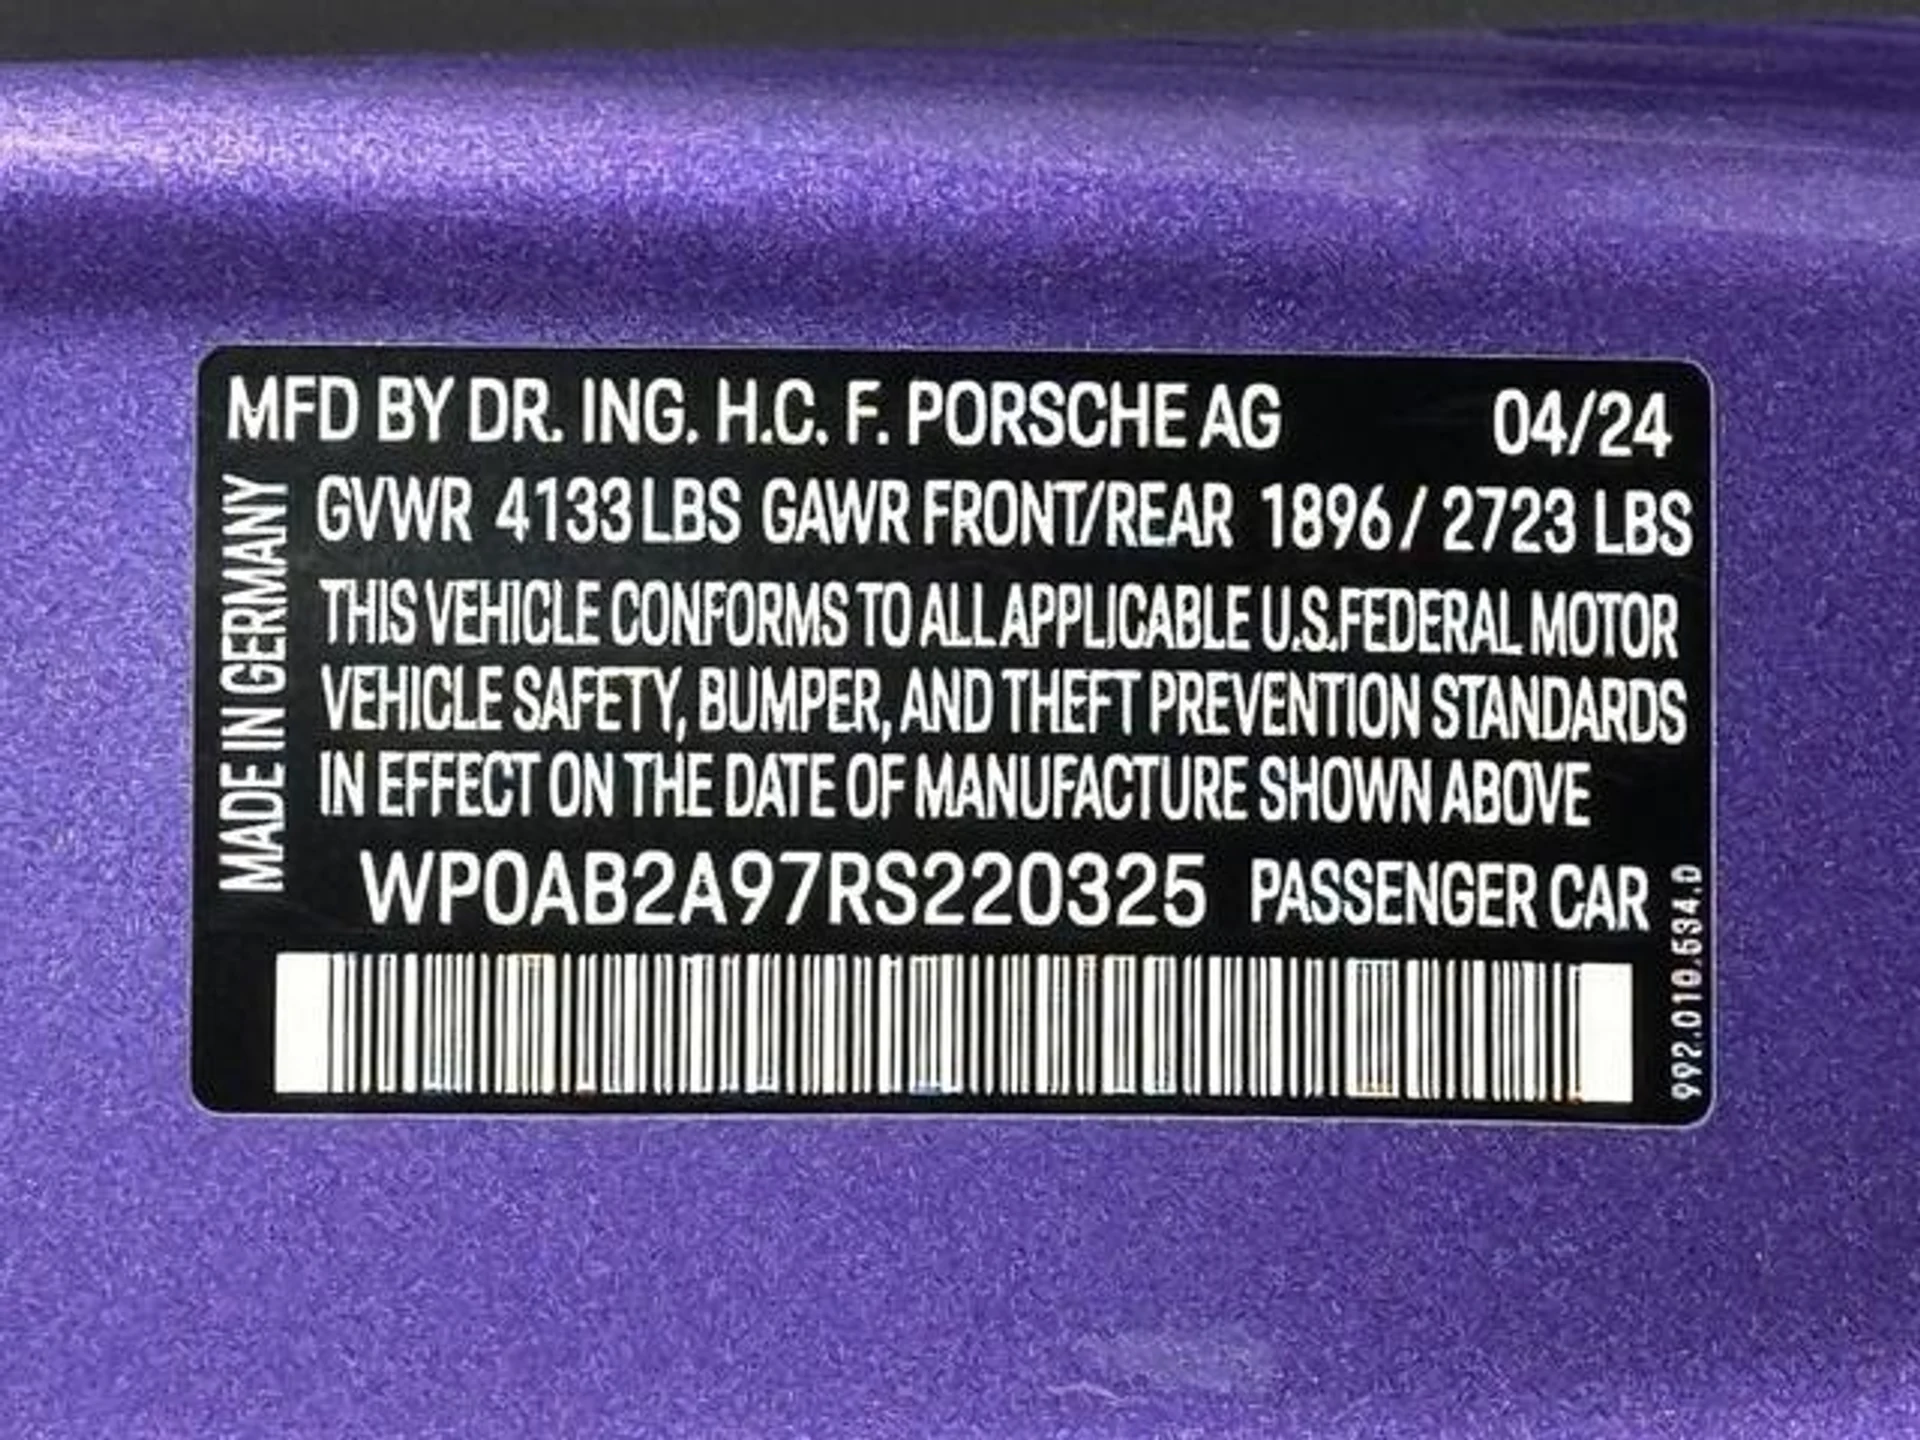 MFD BY DR. ING. H.C. F. PORSCHE AG 04/24
GVWR 4133 LBS GAWR FRONT/REAR 1896 / 2723 LBS
THIS VEHICLE CONFORMS TO ALL APPLICABLE U.S.FEDERAL MOTOR
VEHICLE SAFETY, BUMPER, AND THEFT PREVENTION STANDARDS
IN EFFECT ON THE DATE OF MANUFACTURE SHOWN ABOVE
WP0AB2A97RS220325 PASSENGER CAR
MADE IN GERMANY
992.010.534.D